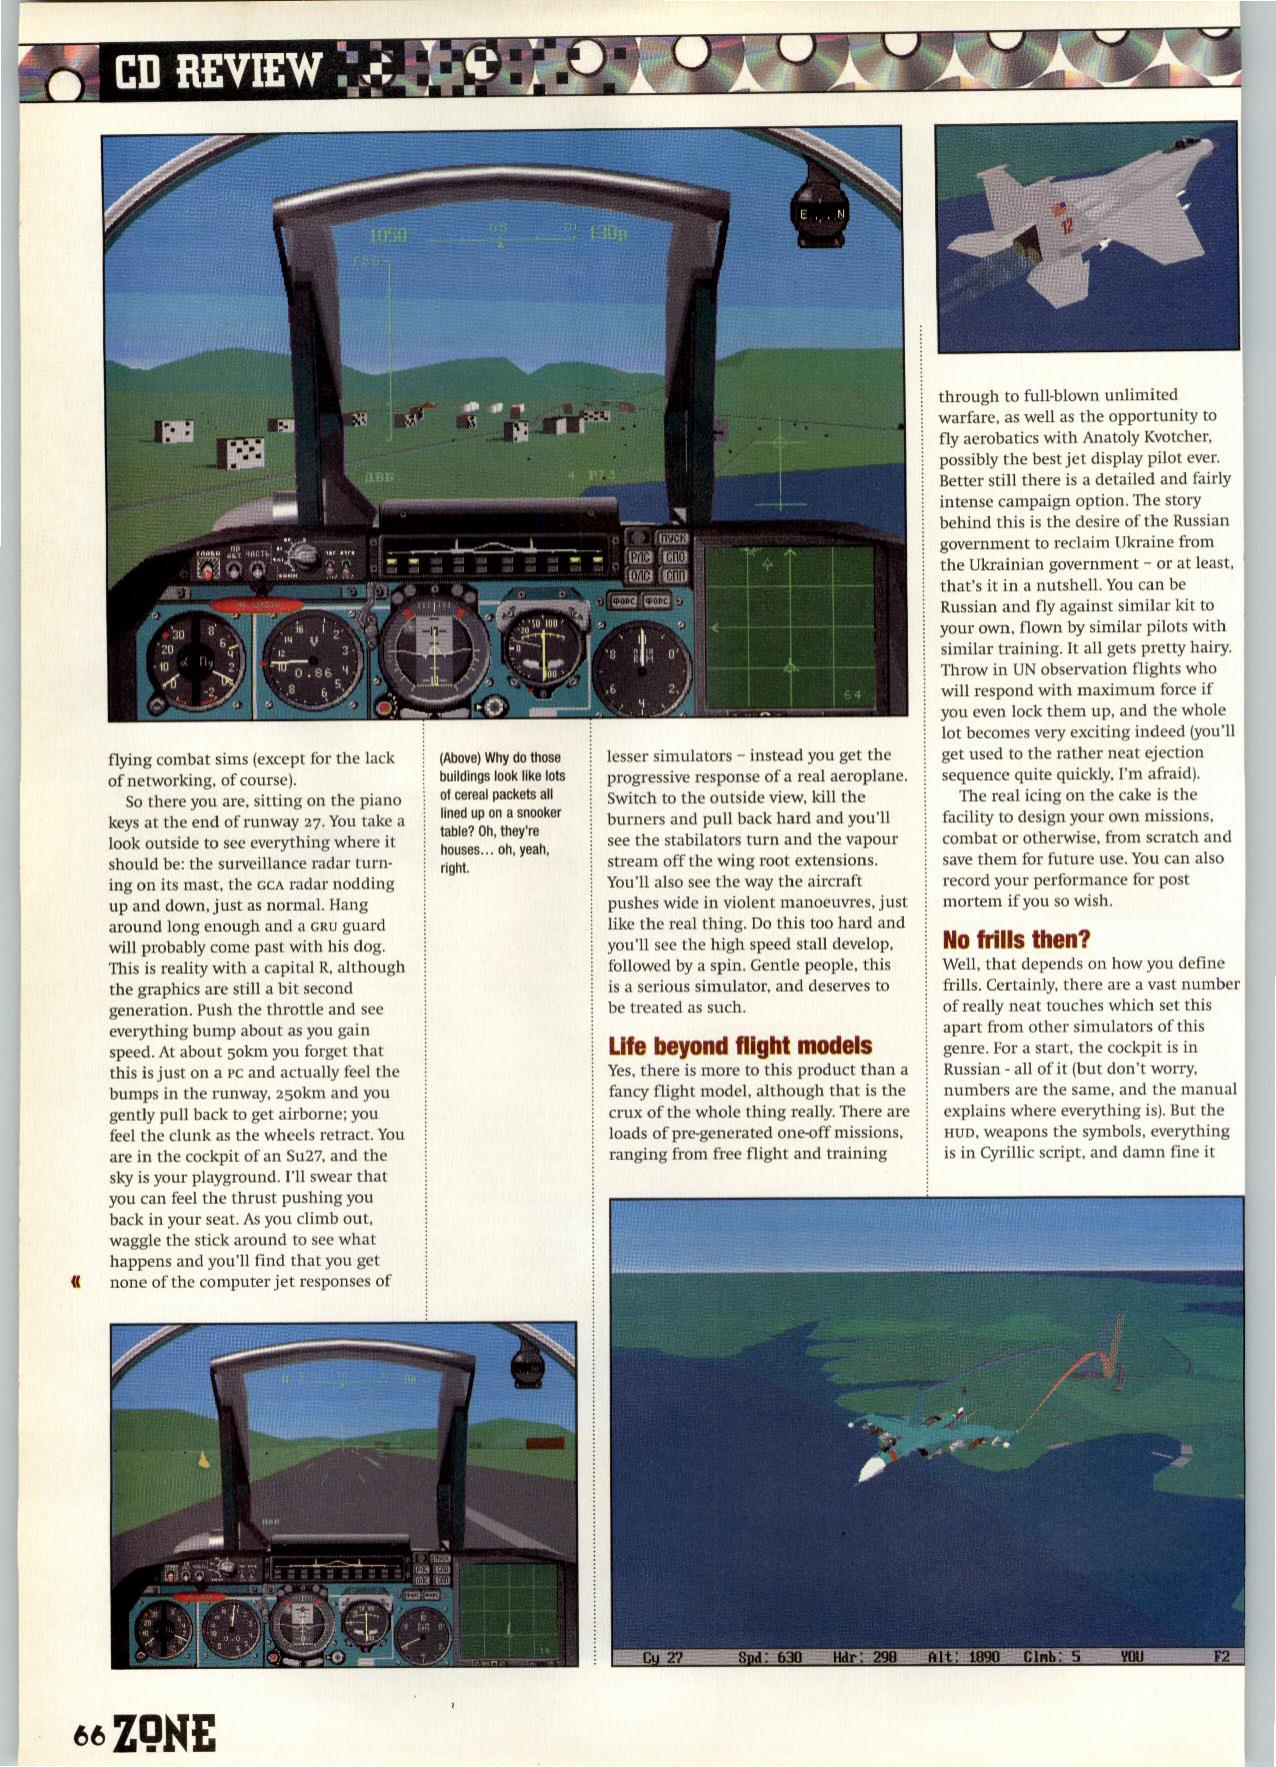 CD REVIEW
1050
0.5
130p
E . . N
ДВБ
4 Р7,3
ПУСК
РЛС
СПО
ОЛС
СПП
ФОРС
ФОРС
0.86
64
12
flying combat sims (except for the lack
of networking, of course).
So there you are, sitting on the piano
keys at the end of runway 27. You take a
look outside to see everything where it
should be: the surveillance radar turn-
ing on its mast, the GCA radar nodding
up and down, just as normal. Hang
around long enough and a GRU guard
will probably come past with his dog.
This is reality with a capital R, although
the graphics are still a bit second
generation. Push the throttle and see
everything bump about as you gain
speed. At about 50km you forget that
this is just on a PC and actually feel the
bumps in the runway, 250km and you
gently pull back to get airborne; you
feel the clunk as the wheels retract. You
are in the cockpit of an Su27, and the
sky is your playground. I'll swear that
you can feel the thrust pushing you
back in your seat. As you climb out,
waggle the stick around to see what
happens and you'll find that you get
« none of the computer jet responses of
(Above) Why do those
buildings look like lots
of cereal packets all
lined up on a snooker
table? Oh, they're
houses... oh, yeah,
right.
lesser simulators – instead you get the
progressive response of a real aeroplane.
Switch to the outside view, kill the
burners and pull back hard and you'll
see the stabilators turn and the vapour
stream off the wing root extensions.
You'll also see the way the aircraft
pushes wide in violent manoeuvres, just
like the real thing. Do this too hard and
you'll see the high speed stall develop,
followed by a spin. Gentle people, this
is a serious simulator, and deserves to
be treated as such.
Life beyond flight models
Yes, there is more to this product than a
fancy flight model, although that is the
crux of the whole thing really. There are
loads of pre-generated one-off missions,
ranging from free flight and training
through to full-blown unlimited
warfare, as well as the opportunity to
fly aerobatics with Anatoly Kvotcher,
possibly the best jet display pilot ever.
Better still there is a detailed and fairly
intense campaign option. The story
behind this is the desire of the Russian
government to reclaim Ukraine from
the Ukrainian government – or at least,
that's it in a nutshell. You can be
Russian and fly against similar kit to
your own, flown by similar pilots with
similar training. It all gets pretty hairy.
Throw in UN observation flights who
will respond with maximum force if
you even lock them up, and the whole
lot becomes very exciting indeed (you'll
get used to the rather neat ejection
sequence quite quickly, I'm afraid).
The real icing on the cake is the
facility to design your own missions,
combat or otherwise, from scratch and
save them for future use. You can also
record your performance for post
mortem if you so wish.
No frills then?
Well, that depends on how you define
frills. Certainly, there are a vast number
of really neat touches which set this
apart from other simulators of this
genre. For a start, the cockpit is in
Russian - all of it (but don't worry,
numbers are the same, and the manual
explains where everything is). But the
HUD, weapons the symbols, everything
is in Cyrillic script, and damn fine it
Су 27 Spd: 630 Hdr: 298 Alt: 1890 Clmb: 5 YOU F2
66 ZONE